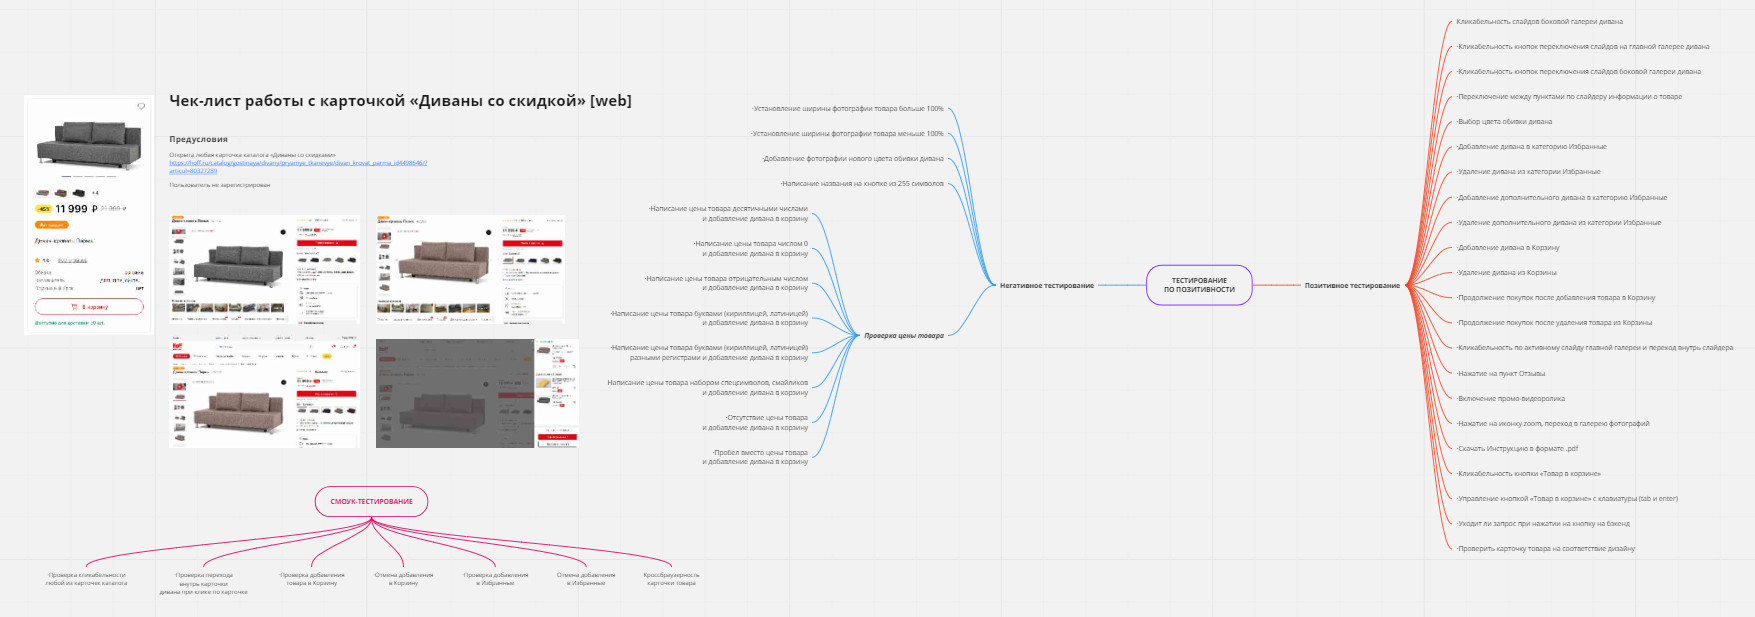 Чек-лист работы с карточкой «Диваны со скидкой» [web]
Предусловия
Открыта любая карточка каталога «Диваны со скидками»
https://hoff.ru/catalog/gostinaya/divany/pryamye_tkanevye/divan_krovat_parma_id4498646/?
articul=80327289
Пользователь не зарегистрирован
+4
-45%
11 999 ₽
Диван-кровать Парма
В корзину
СМОУК-ТЕСТИРОВАНИЕ
·Проверка кликабельности
любой из карточек каталога
·Проверка перехода
внутрь карточки
дивана при клике по карточек
·Проверка добавления
товара в Корзину
·Отмена добавления
в Корзину
·Проверка добавления
в Избранные
Отмена добавления
в Избранные
Кроссбраузерность
карточки товара
·Установление ширины фотографии товара больше 100%
·Установление ширины фотографии товара меньше 100%
·Добавление фотографии нового цвета обивки дивана
·Написание названия на кнопке из 255 символов
·Написание цены товара десятичными числами
и добавление дивана в корзину
·Написание цены товара числом 0
и добавление дивана в корзину
·Написание цены товара отрицательным числом
и добавление дивана в корзину
·Написание цены товара буквами (кириллицей, латиницей)
и добавление дивана в корзину
·Написание цены товара буквами (кириллицей, латиницей)
разными регистрами и добавление дивана в корзину
Написание цены товара набором спецсимволов, смайликов
и добавление дивана в корзину
·Отсутствие цены товара
и добавление дивана в корзину
·Пробел вместо цены товара
и добавление дивана в корзину
Проверка цены товара
Негативное тестирование
ТЕСТИРОВАНИЕ
ПО ПОЗИТИВНОСТИ
Позитивное тестирование
Кликабельность слайдов боковой галереи дивана
·Кликабельность кнопок переключения слайдов на главной галерее дивана
·Кликабельность кнопок переключения слайдов боковой галереи дивана
·Переключение между пунктами по слайдеру информации о товаре
·Выбор цвета обивки дивана
·Добавление дивана в категорию Избранные
·Удаление дивана из категории Избранные
·Добавление дополнительного дивана в категорию Избранные
·Удаление дополнительного дивана из категории Избранные
·Добавление дивана в Корзину
·Удаление дивана из Корзины
·Продолжение покупок после добавления товара в Корзину
·Продолжение покупок после удаления товара из Корзины
·Кликабельность по активному слайду главной галереи и переход внутрь слайдера
·Нажатие на пункт Отзывы
·Включение промо-видеоролика
·Нажатие на иконку zoom, переход в галерею фотографий
·Скачать Инструкцию в формате .pdf
·Кликабельность кнопки «Товар в корзине»
·Управление кнопкой «Товар в корзине» с клавиатуры (tab и enter)
·Уходит ли запрос при нажатии на кнопку на бэкенд
·Проверить карточку товара на соответствие дизайну